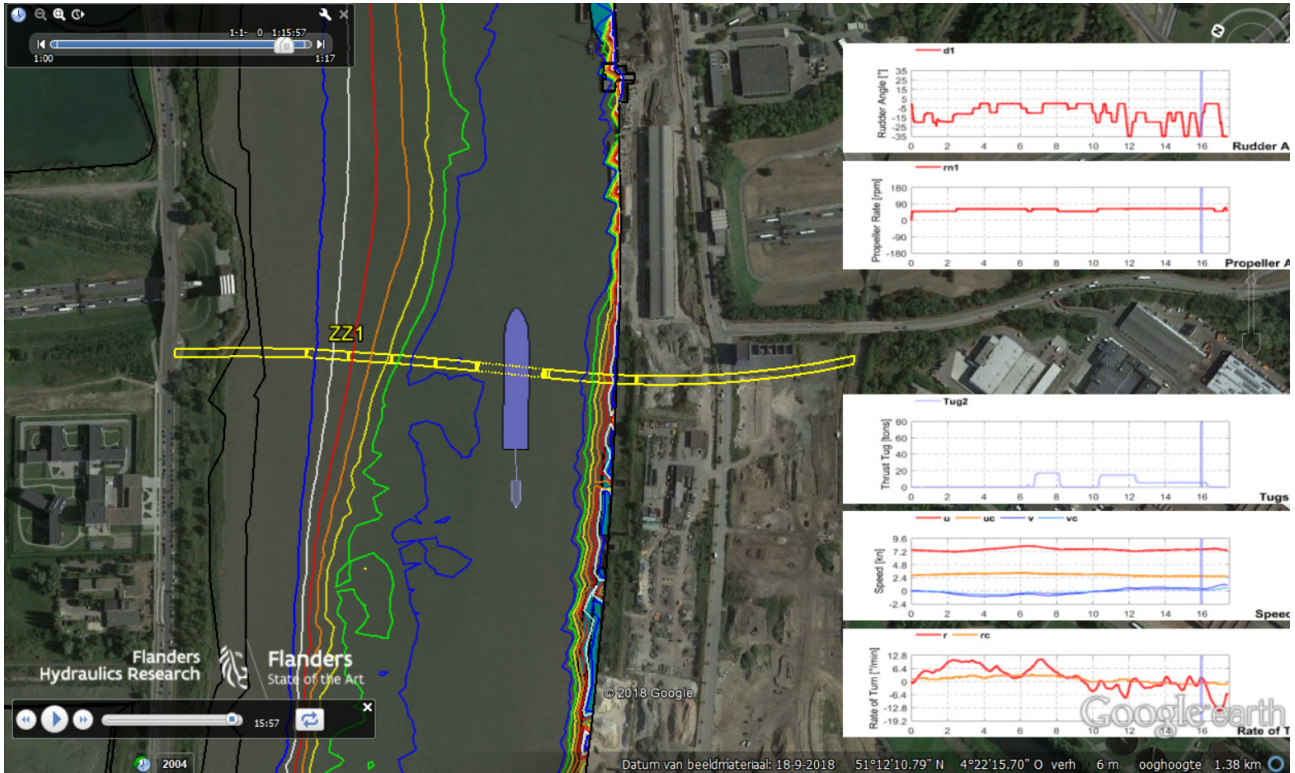 1-1- 0 1:15:57
1:00 1:17
N
d1
Rudder Angle [°]
35
25
15
5
-5
-15
-25
-35
0 2 4 6 8 10 12 14 16
Rudder A
rn1
Propeller Rate [rpm]
180
90
0
-90
-180
0 2 4 6 8 10 12 14 16
Propeller A
ZZ1
Tug2
Thrust Tug [tons]
80
60
40
20
0
0 2 4 6 8 10 12 14 16
Tugs
u uc v vc
Speed [kn]
9.6
7.2
4.8
2.4
0
-2.4
0 2 4 6 8 10 12 14 16
Speed
r rc
Rate of Turn [°/min]
12.8
6.4
0
-6.4
-12.8
-19.2
0 2 4 6 8 10 12 14 16
Rate of T
Flanders
Hydraulics Research
Flanders
State of the Art
© 2018 Google
Google earth
15:57
2004
Datum van beeldmateriaal: 18-9-2018 51°12'10.79" N 4°22'15.70" O verh 6 m ooghoogte 1.38 km